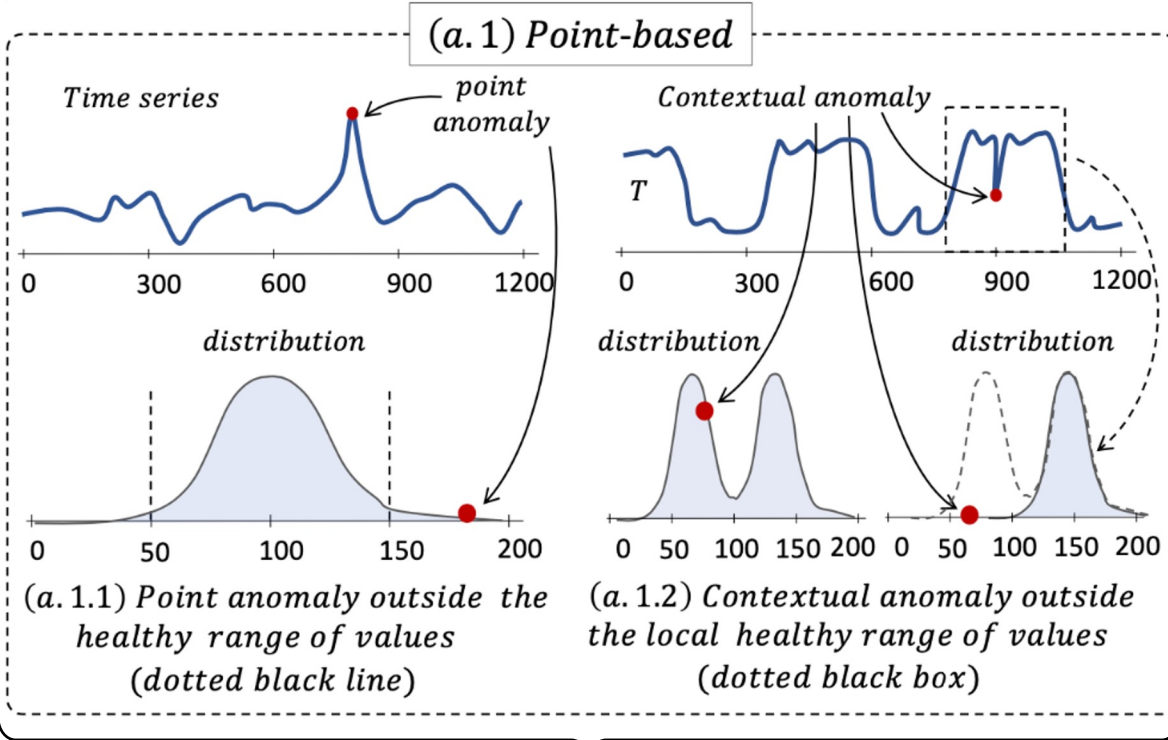 (a. 1) Point-based
Time series
point
anomaly
0 300 600 900 1200
distribution
0 50 100 150 200
(a. 1.1) Point anomaly outside the
healthy range of values
(dotted black line)
Contextual anomaly
T
0 300 600 900 1200
distribution
distribution
0 50 100 150 200
0 50 100 150 200
(a. 1.2) Contextual anomaly outside
the local healthy range of values
(dotted black box)